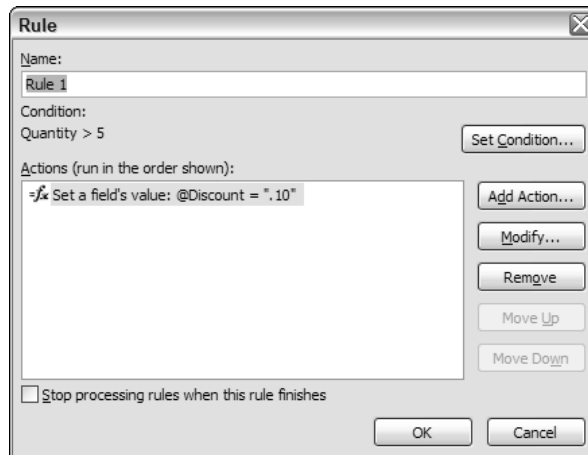 Rule
Name:
Rule 1
Condition:
Quantity > 5
Set Condition...
Actions (run in the order shown):
Set a field's value: @Discount = ".10"
Add Action...
Modify...
Remove
Move Up
Move Down
Stop processing rules when this rule finishes
OK
Cancel